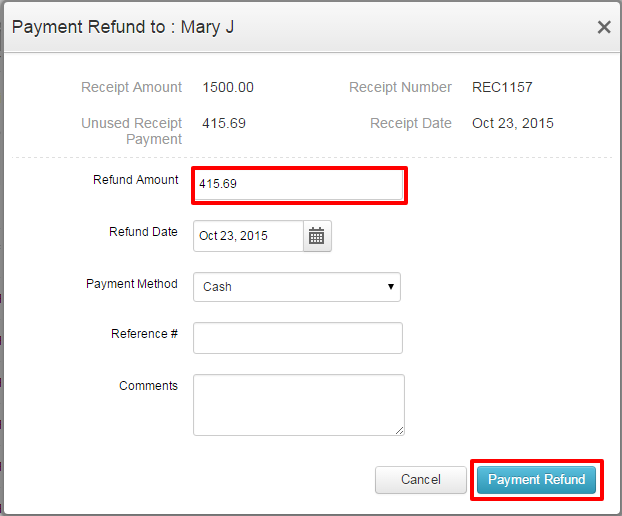 Payment Refund to : Mary J
Receipt Amount 1500.00 Receipt Number REC1157
Unused Receipt Payment 415.69 Receipt Date Oct 23, 2015
Refund Amount 415.69
Refund Date Oct 23, 2015
Payment Method Cash
Reference #
Comments
Cancel Payment Refund